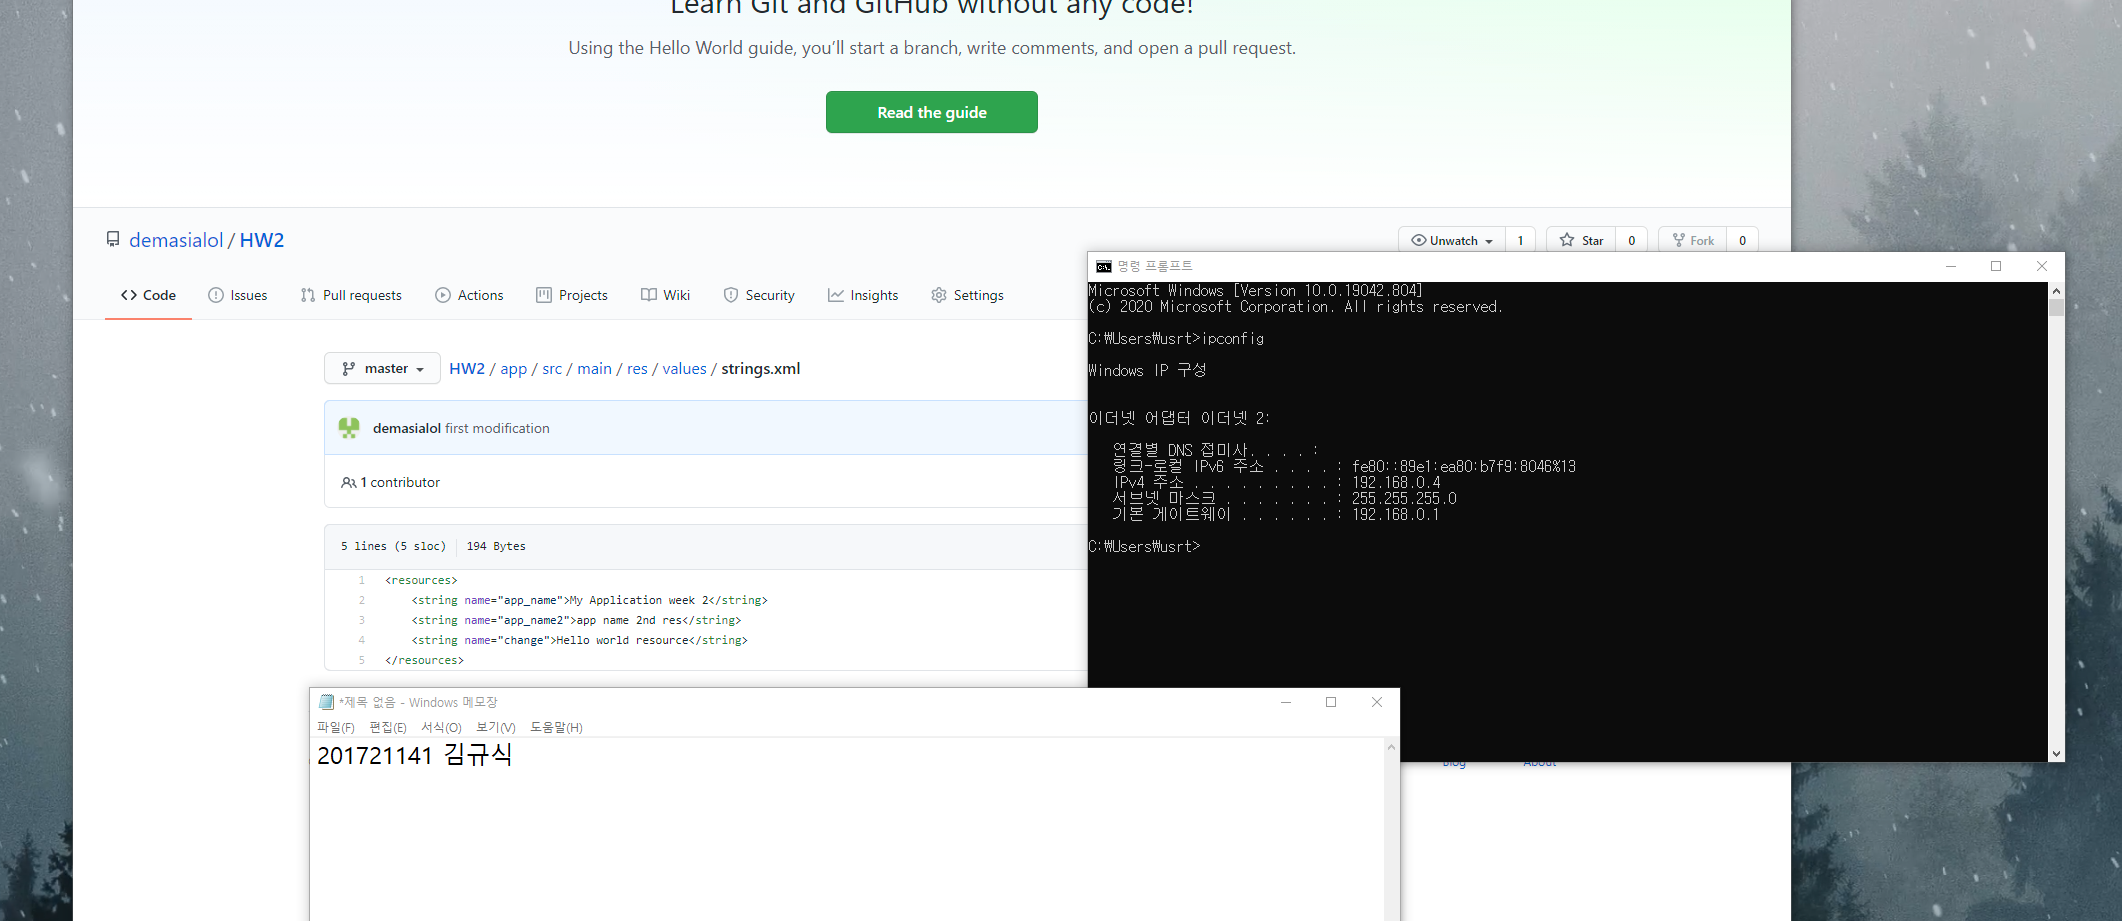 Learn Git and GitHub without any code!
Using the Hello World guide, you’ll start a branch, write comments, and open a pull request.
Read the guide
demasialol / HW2
Unwatch 1 Star 0 Fork 0
Code Issues Pull requests Actions Projects Wiki Security Insights Settings
master HW2 / app / src / main / res / values / strings.xml
demasialol first modification
1 contributor
5 lines (5 sloc) 194 Bytes
1 <resources>
2 <string name="app_name">My Application week 2</string>
3 <string name="app_name2">app name 2nd res</string>
4 <string name="change">Hello world resource</string>
5 </resources>
명령 프롬프트
Microsoft Windows [Version 10.0.19042.804]
(c) 2020 Microsoft Corporation. All rights reserved.
C:₩Users₩usrt>ipconfig
Windows IP 구성
이더넷 어댑터 이더넷 2:
연결별 DNS 접미사. . . . :
링크-로컬 IPv6 주소 . . . . : fe80::89e1:ea80:b7f9:8046%13
IPv4 주소 . . . . . . . . . : 192.168.0.4
서브넷 마스크 . . . . . . . : 255.255.255.0
기본 게이트웨이 . . . . . . : 192.168.0.1
C:₩Users₩usrt>
*제목 없음 - Windows 메모장
파일(F) 편집(E) 서식(O) 보기(V) 도움말(H)
201721141 김규식
Blog About